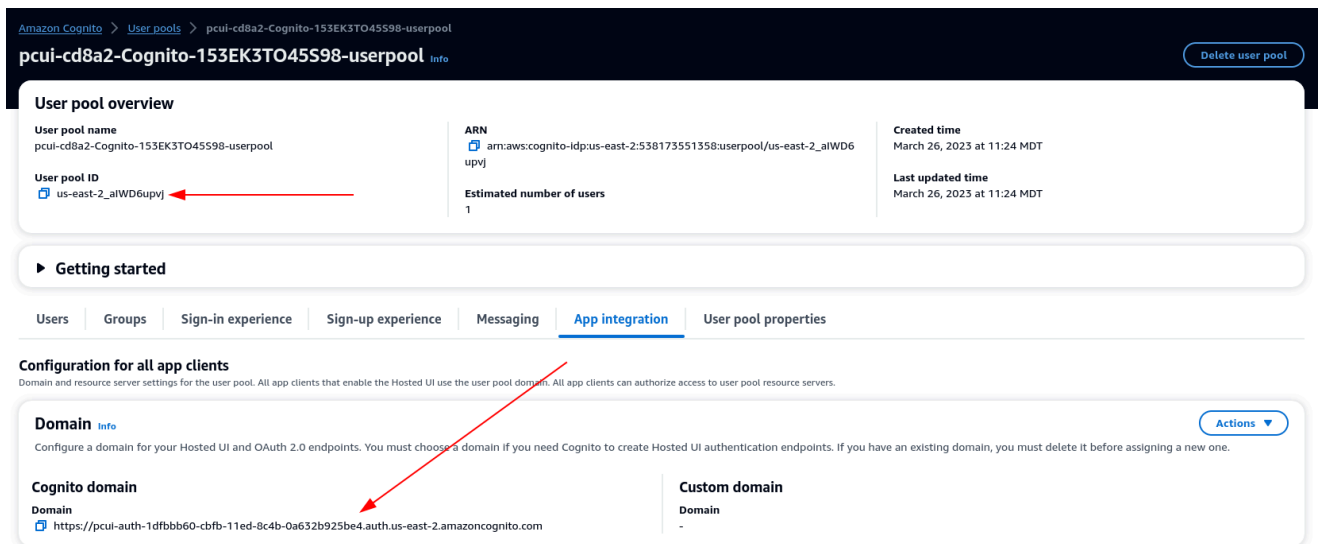 Amazon Cognito > User pools > pcui-cd8a2-Cognito-153EK3TO45S98-userpool
pcui-cd8a2-Cognito-153EK3TO45S98-userpool Info
Delete user pool
User pool overview
User pool name
pcui-cd8a2-Cognito-153EK3TO45S98-userpool
User pool ID
us-east-2_aIWD6upvj
ARN
arn:aws:cognito-idp:us-east-2:538173551358:userpool/us-east-2_aIWD6
upvj
Estimated number of users
1
Created time
March 26, 2023 at 11:24 MDT
Last updated time
March 26, 2023 at 11:24 MDT
Getting started
Users Groups Sign-in experience Sign-up experience Messaging App integration User pool properties
Configuration for all app clients
Domain and resource server settings for the user pool. All app clients that enable the Hosted UI use the user pool domain. All app clients can authorize access to user pool resource servers.
Domain Info
Actions
Configure a domain for your Hosted UI and OAuth 2.0 endpoints. You must choose a domain if you need Cognito to create Hosted UI authentication endpoints. If you have an existing domain, you must delete it before assigning a new one.
Cognito domain
Domain
https://pcui-auth-1dfbbb60-cbfb-11ed-8c4b-0a632b925be4.auth.us-east-2.amazoncognito.com
Custom domain
Domain
-